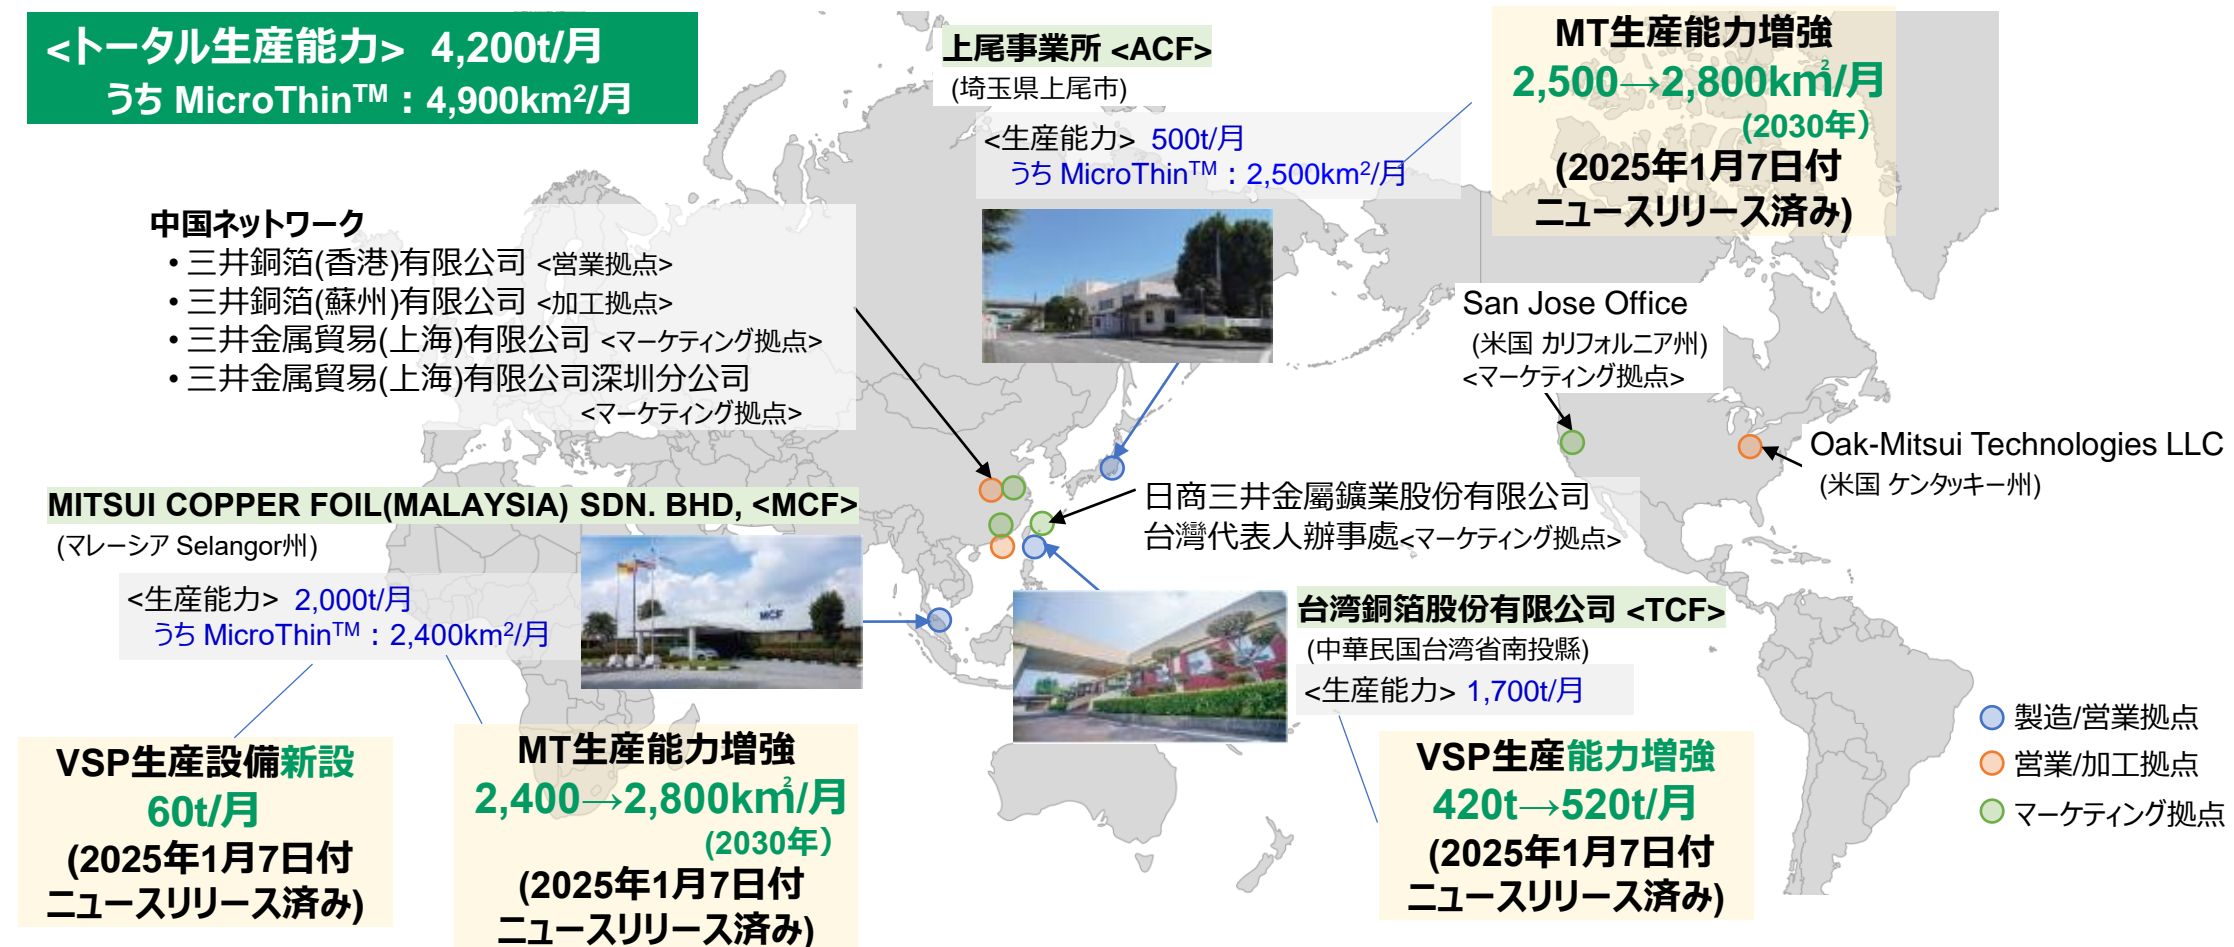 <トータル生産能力> 4,200t/月
うち MicroThin™：4,900km²/月
上尾事業所 <ACF>
(埼玉県上尾市)
<生産能力> 500t/月
うち MicroThin™：2,500km²/月
MT生産能力増強
2,500→2,800k㎡/月
(2030年）
(2025年1月7日付
ニュースリリース済み)
中国ネットワーク
• 三井銅箔(香港)有限公司 <営業拠点>
• 三井銅箔(蘇州)有限公司 <加工拠点>
• 三井金属貿易(上海)有限公司 <マーケティング拠点>
• 三井金属貿易(上海)有限公司深圳分公司
<マーケティング拠点>
San Jose Office
(米国 カリフォルニア州)
<マーケティング拠点>
Oak-Mitsui Technologies LLC
(米国 ケンタッキー州)
日商三井金屬鑛業股份有限公司
台灣代表人辦事處<マーケティング拠点>
MITSUI COPPER FOIL(MALAYSIA) SDN. BHD, <MCF>
(マレーシア Selangor州)
<生産能力> 2,000t/月
うち MicroThin™：2,400km²/月
MCF
台湾銅箔股份有限公司 <TCF>
(中華民国台湾省南投縣)
<生産能力> 1,700t/月
VSP生産設備新設
60t/月
(2025年1月7日付
ニュースリリース済み)
MT生産能力増強
2,400→2,800k㎡/月
(2030年）
(2025年1月7日付
ニュースリリース済み)
VSP生産能力増強
420t→520t/月
(2025年1月7日付
ニュースリリース済み)
製造/営業拠点
営業/加工拠点
マーケティング拠点